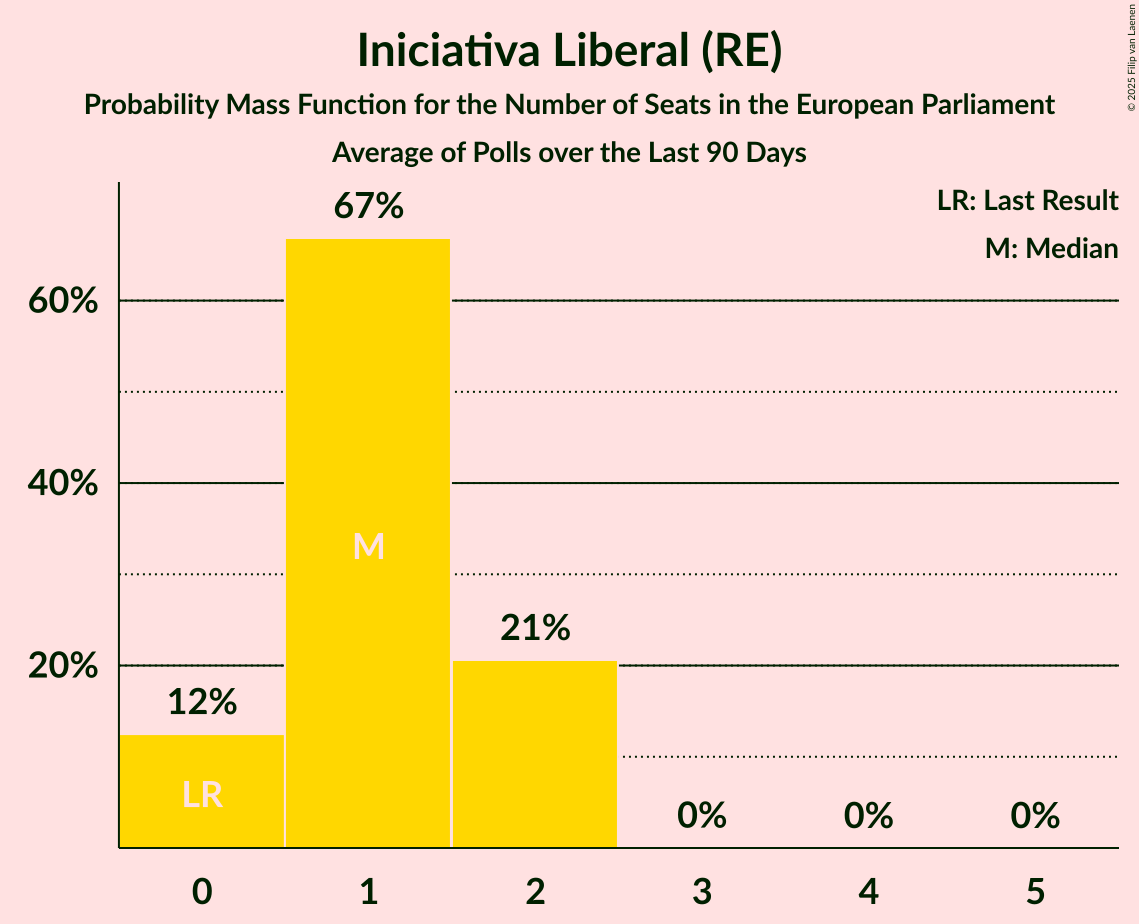 Iniciativa Liberal (RE)
Probability Mass Function for the Number of Seats in the European Parliament
Average of Polls over the Last 90 Days
© 2025 Filip van Laenen
LR: Last Result
M: Median
67%
60%
40%
M
21%
20%
12%
LR
0% 0% 0%
0 1 2 3 4 5